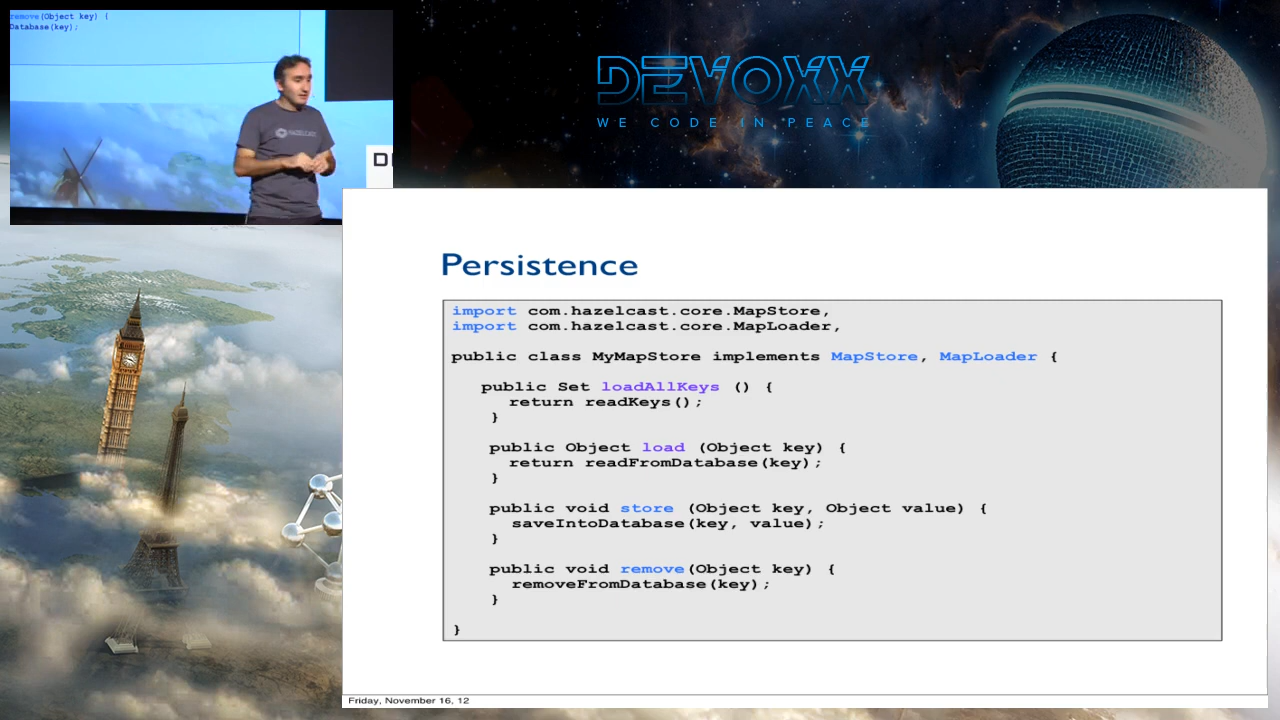 remove(Object key) {
Database(key);
HAZELCAST
DEVOXX
WE CODE IN PEACE
Persistence
import com.hazelcast.core.MapStore,
import com.hazelcast.core.MapLoader,
public class MyMapStore implements MapStore, MapLoader {
public Set loadAllKeys () {
return readKeys();
}
public Object load (Object key) {
return readFromDatabase(key);
}
public void store (Object key, Object value) {
saveIntoDatabase(key, value);
}
public void remove(Object key) {
removeFromDatabase(key);
}
}
Friday, November 16, 12